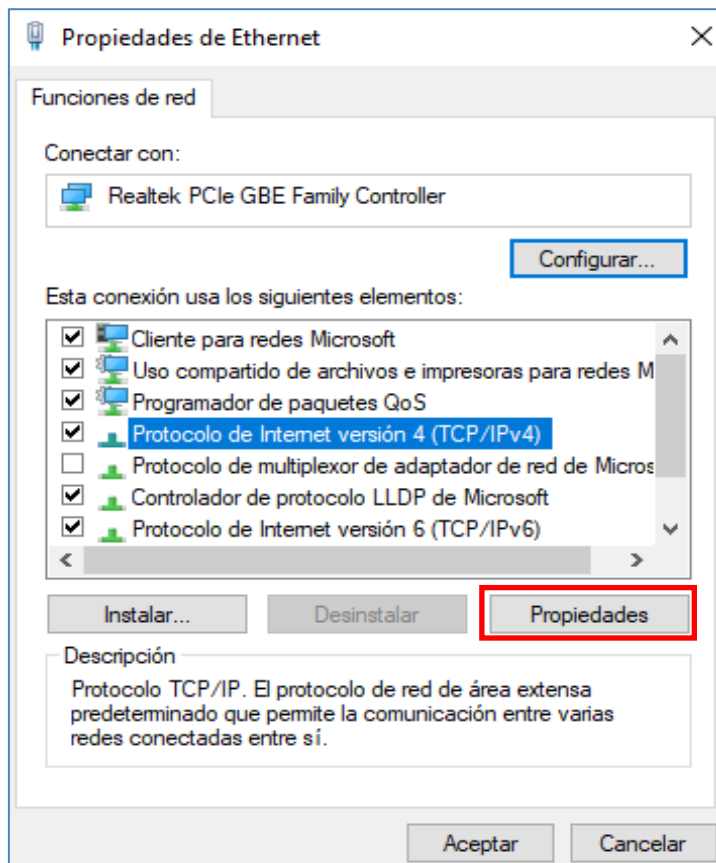 Propiedades de Ethernet
Funciones de red
Conectar con:
Realtek PCIe GBE Family Controller
Configurar...
Esta conexión usa los siguientes elementos:
Cliente para redes Microsoft
Uso compartido de archivos e impresoras para redes M
Programador de paquetes QoS
Protocolo de Internet versión 4 (TCP/IPv4)
Protocolo de multiplexor de adaptador de red de Micros
Controlador de protocolo LLDP de Microsoft
Protocolo de Internet versión 6 (TCP/IPv6)
Instalar... Desinstalar Propiedades
Descripción
Protocolo TCP/IP. El protocolo de red de área extensa
predeterminado que permite la comunicación entre varias
redes conectadas entre sí.
Aceptar Cancelar